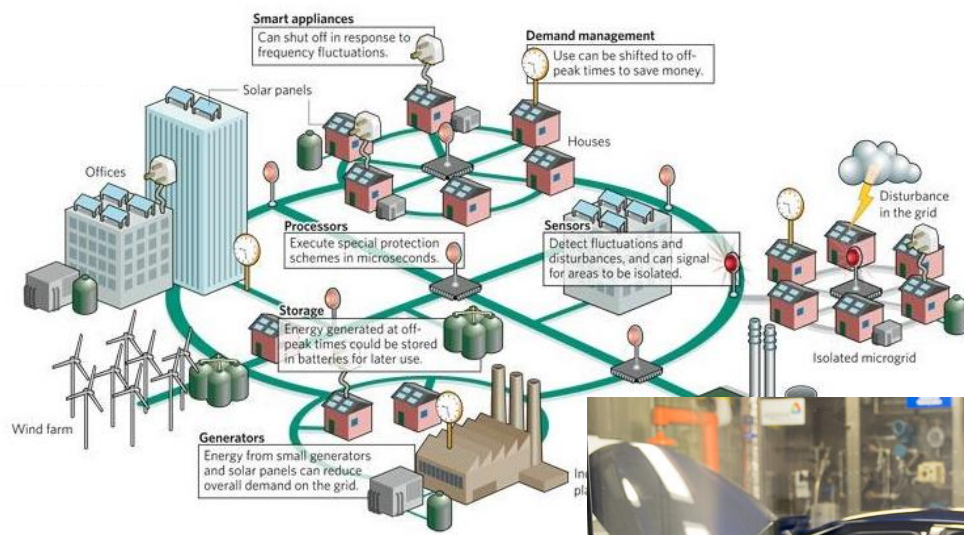 Smart appliances
Can shut off in response to
frequency fluctuations.
Demand management
Use can be shifted to off-
peak times to save money.
Solar panels
Houses
Offices
Disturbance
in the grid
Processors
Execute special protection
schemes in microseconds.
Sensors
Detect fluctuations and
disturbances, and can signal
for areas to be isolated.
Storage
Energy generated at off-
peak times could be stored
in batteries for later use.
Isolated microgrid
Wind farm
Generators
Energy from small generators
and solar panels can reduce
overall demand on the grid.